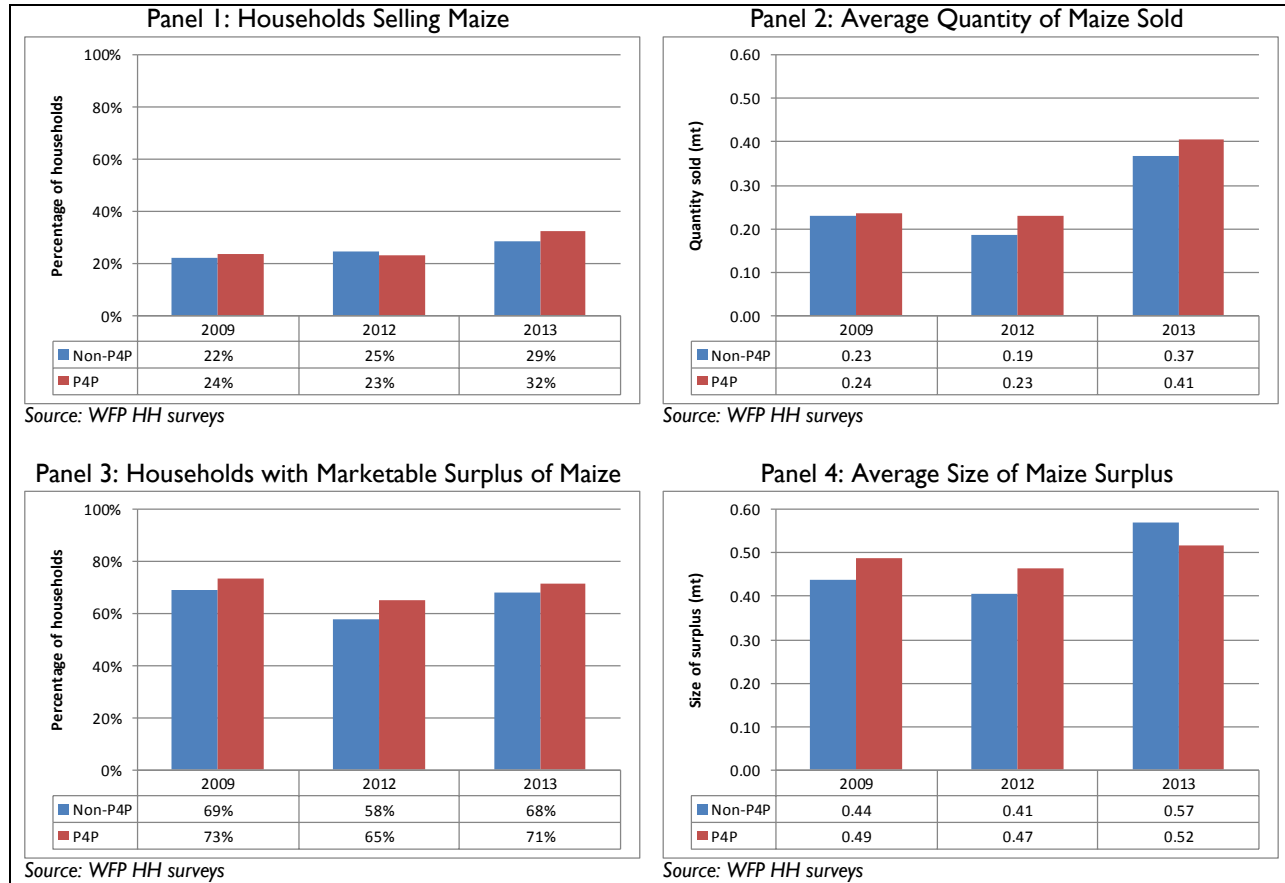 Panel 1: Households Selling Maize
100%
80%
60%
40%
20%
0%
Percentage of households
2009 2012 2013
Non-P4P 22% 25% 29%
P4P 24% 23% 32%
Source: WFP HH surveys
Panel 2: Average Quantity of Maize Sold
0.60
0.50
0.40
0.30
0.20
0.10
0.00
Quantity sold (mt)
2009 2012 2013
Non-P4P 0.23 0.19 0.37
P4P 0.24 0.23 0.41
Source: WFP HH surveys
Panel 3: Households with Marketable Surplus of Maize
100%
80%
60%
40%
20%
0%
Percentage of households
2009 2012 2013
Non-P4P 69% 58% 68%
P4P 73% 65% 71%
Source: WFP HH surveys
Panel 4: Average Size of Maize Surplus
0.60
0.50
0.40
0.30
0.20
0.10
0.00
Size of surplus (mt)
2009 2012 2013
Non-P4P 0.44 0.41 0.57
P4P 0.49 0.47 0.52
Source: WFP HH surveys